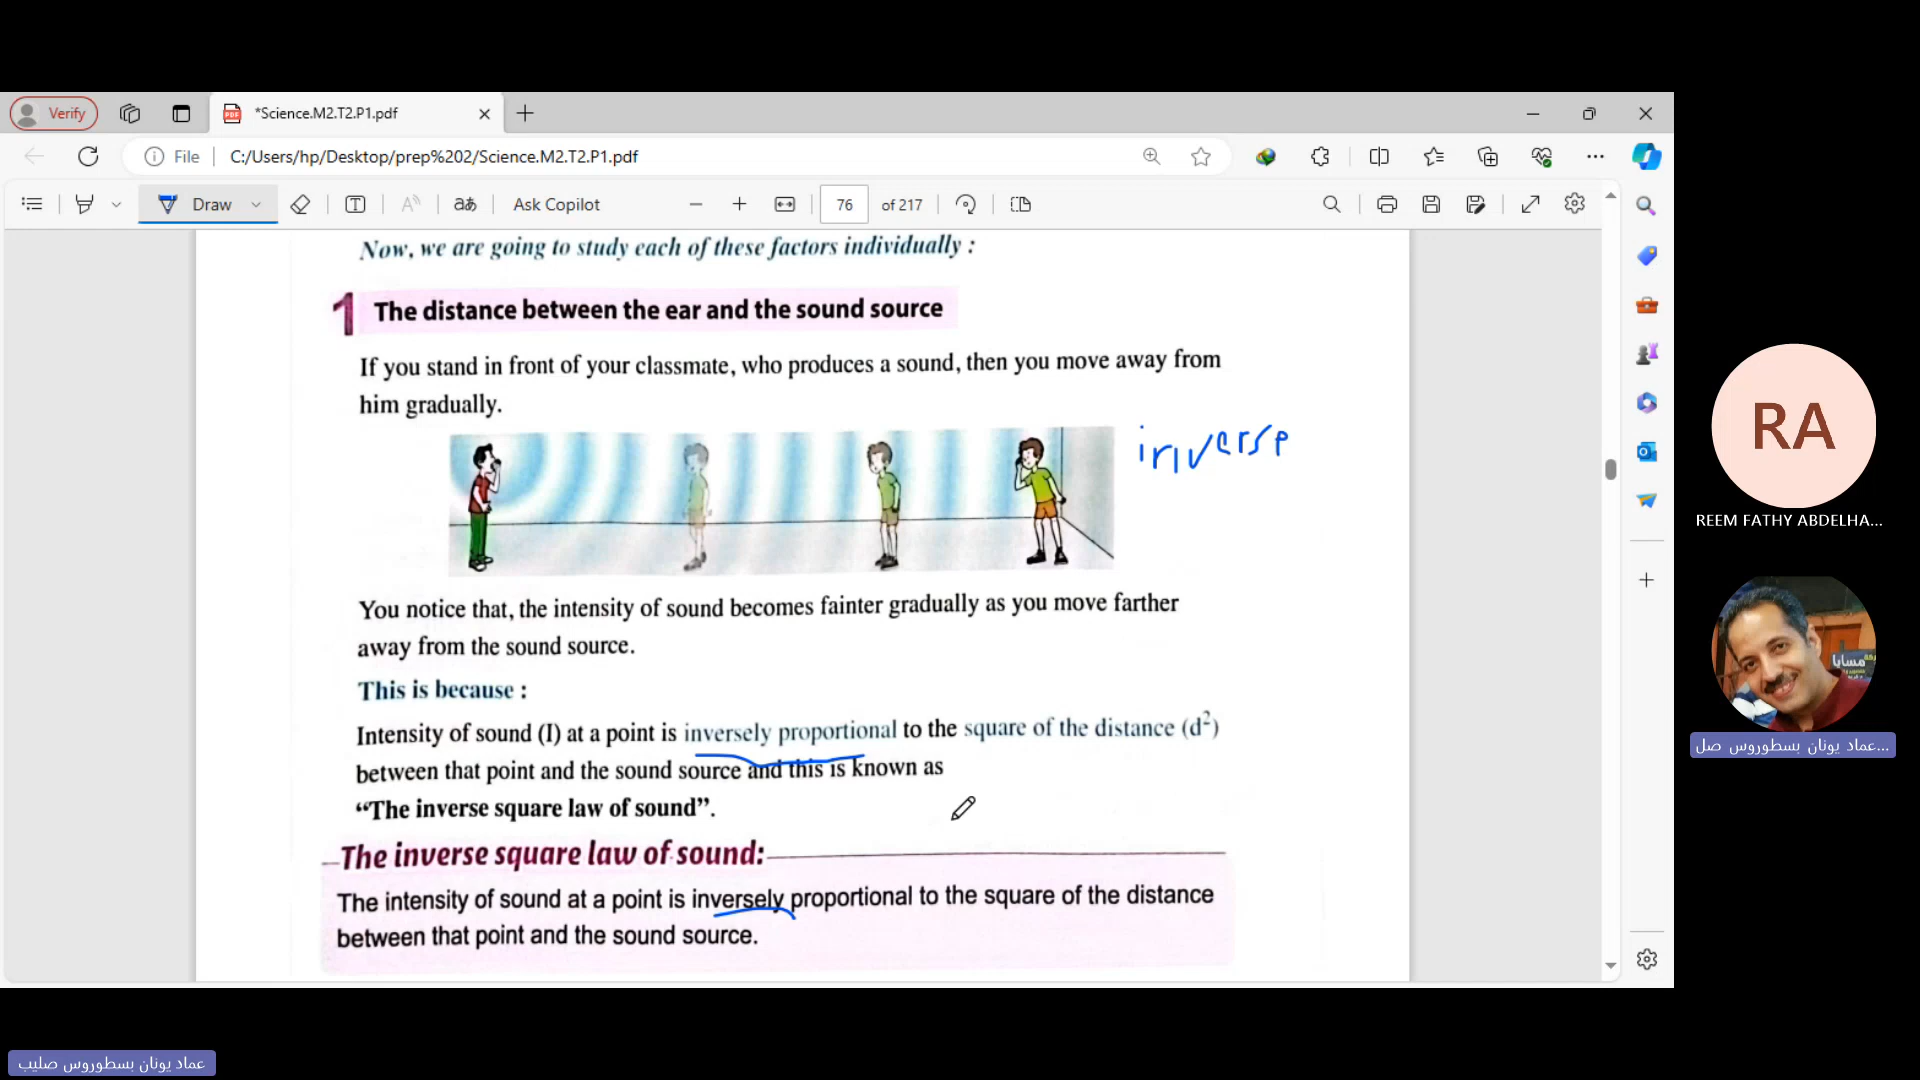 Verify
*Science.M2.T2.P1.pdf
File
C:/Users/hp/Desktop/prep%202/Science.M2.T2.P1.pdf
Draw
aあ
Ask Copilot
76 of 217
Now, we are going to study each of these factors individually :
1 The distance between the ear and the sound source
If you stand in front of your classmate, who produces a sound, then you move away from
him gradually.
inverse
You notice that, the intensity of sound becomes fainter gradually as you move farther
away from the sound source.
This is because :
Intensity of sound (I) at a point is inversely proportional to the square of the distance (d²)
between that point and the sound source and this is known as
“The inverse square law of sound”.
The inverse square law of sound:
The intensity of sound at a point is inversely proportional to the square of the distance
between that point and the sound source.
RA
REEM FATHY ABDELHA...
عماد يونان بسطوروس صل...
عماد يونان بسطوروس صليب